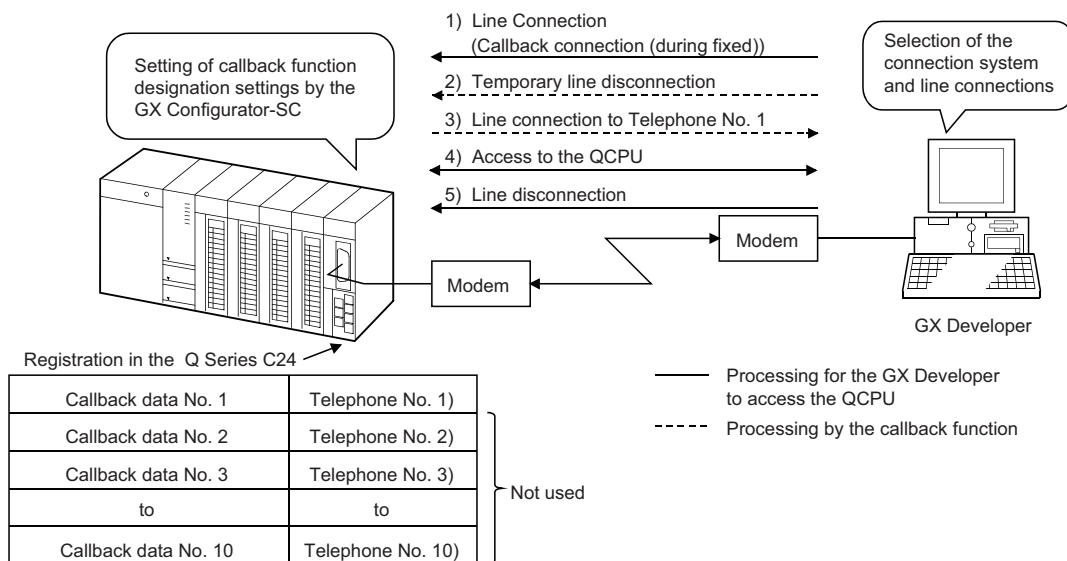 1) Line Connection
(Callback connection (during fixed))
2) Temporary line disconnection
3) Line connection to Telephone No. 1
4) Access to the QCPU
5) Line disconnection
Setting of callback function
designation settings by the
GX Configurator-SC
Selection of the
connection system
and line connections
Modem
Modem
GX Developer
Registration in the Q Series C24
Callback data No. 1 Telephone No. 1)
Callback data No. 2 Telephone No. 2)
Callback data No. 3 Telephone No. 3)
to to
Callback data No. 10 Telephone No. 10)
Not used
Processing for the GX Developer
to access the QCPU
Processing by the callback function